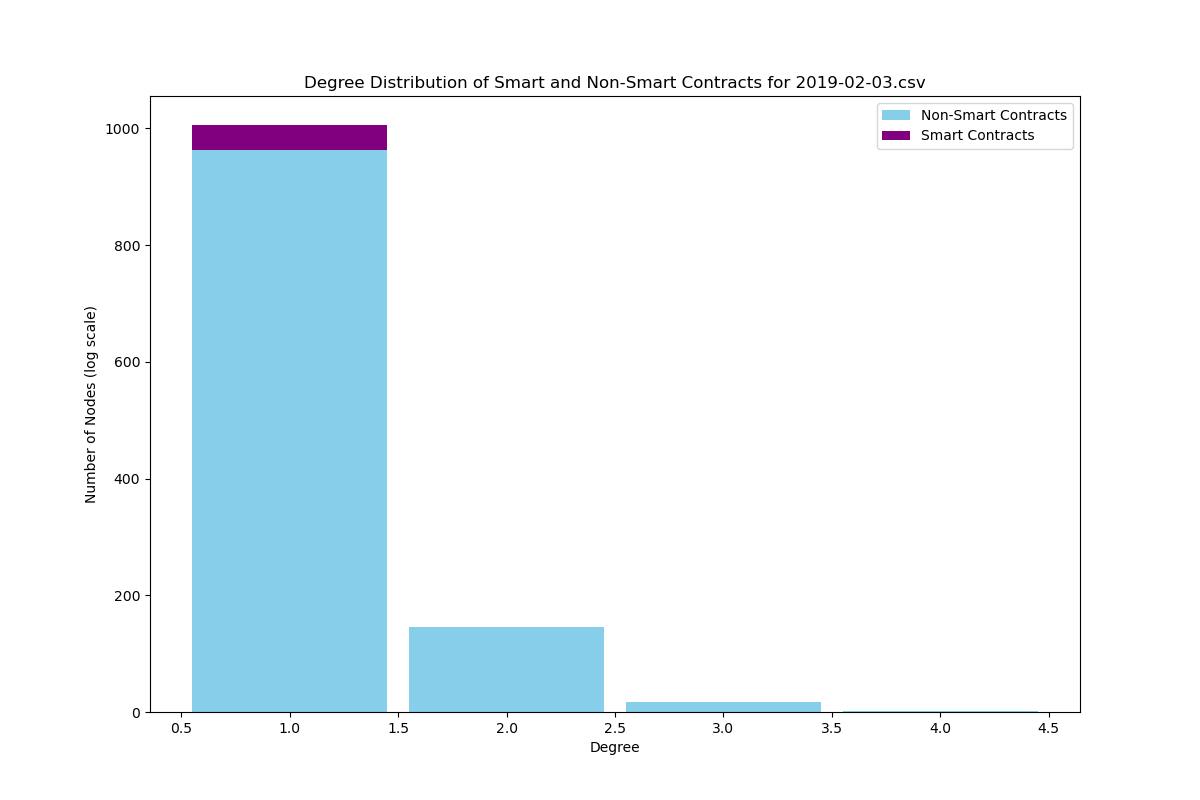 Degree Distribution of Smart and Non-Smart Contracts for 2019-02-03.csv
Non-Smart Contracts
Smart Contracts
Number of Nodes (log scale)
1000
800
600
400
200
0
0.5 1.0 1.5 2.0 2.5 3.0 3.5 4.0 4.5
Degree